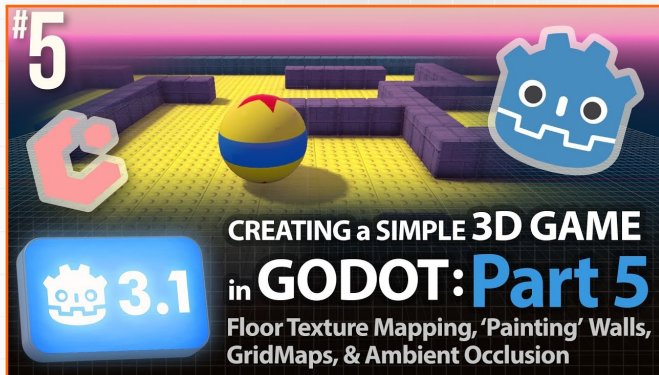 #5
3.1
CREATING a SIMPLE 3D GAME
in GODOT: Part 5
Floor Texture Mapping, ‘Painting’ Walls,
GridMaps, & Ambient Occlusion